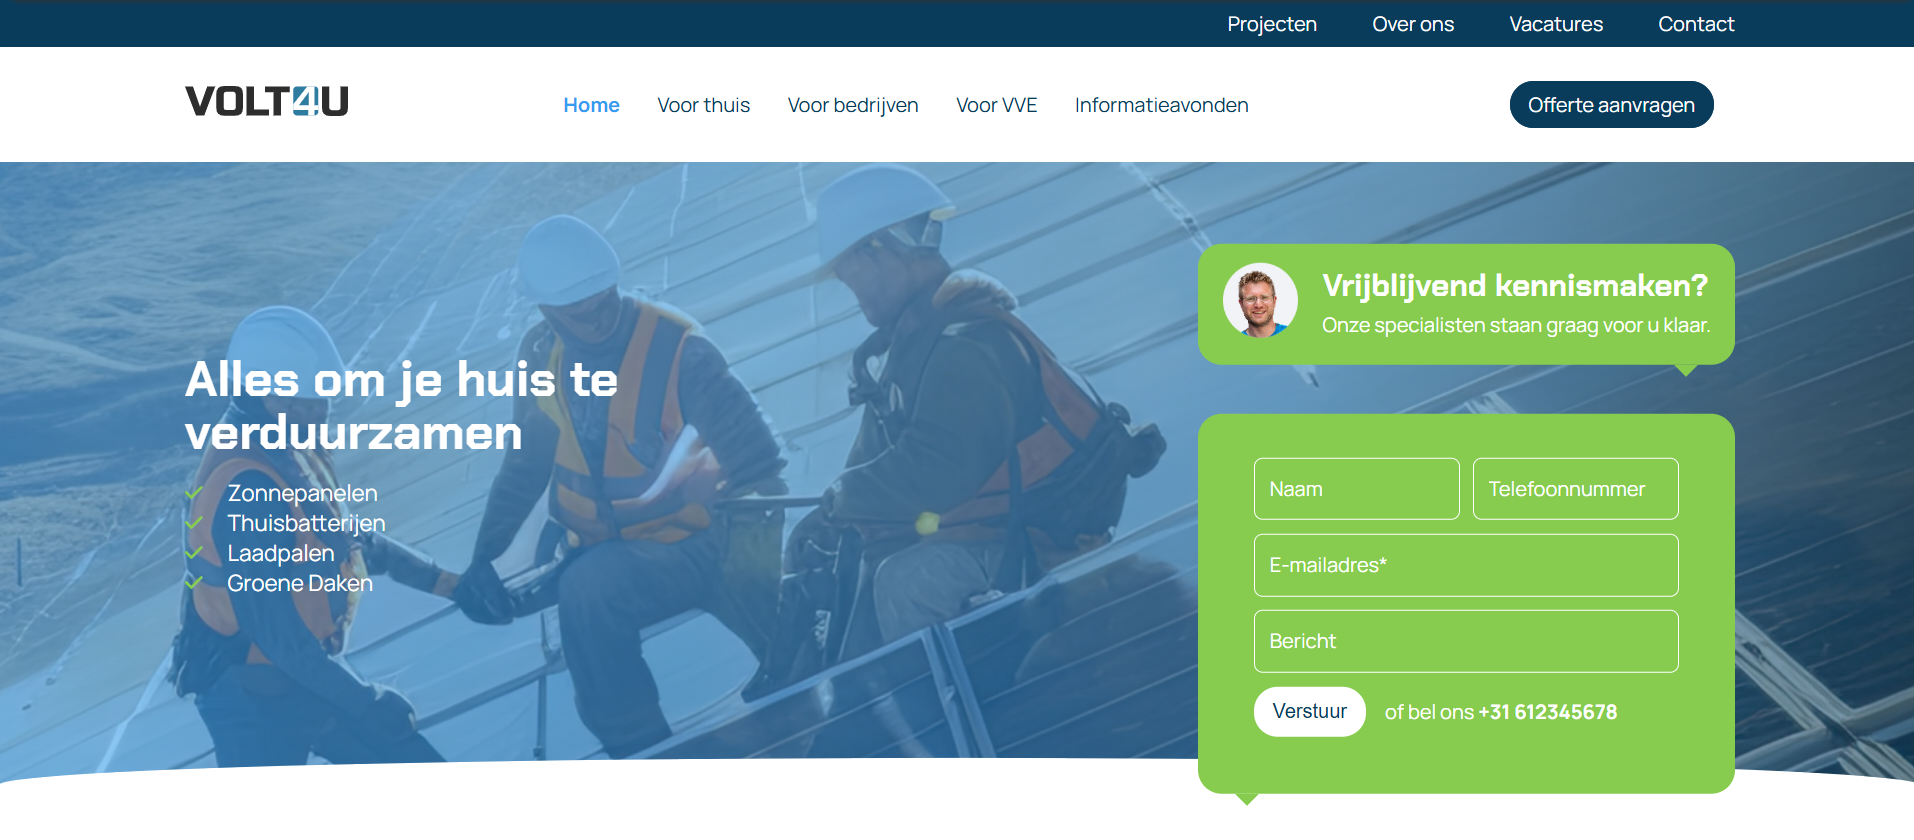 Projecten Over ons Vacatures Contact
VOLT4U Home Voor thuis Voor bedrijven Voor VVE Informatieavonden Offerte aanvragen
Alles om je huis te
verduurzamen
Zonnepanelen
Thuisbatterijen
Laadpalen
Groene Daken
Vrijblijvend kennismaken?
Onze specialisten staan graag voor u klaar.
Naam Telefoonnummer
E-mailadres*
Bericht
Verstuur of bel ons +31 612345678